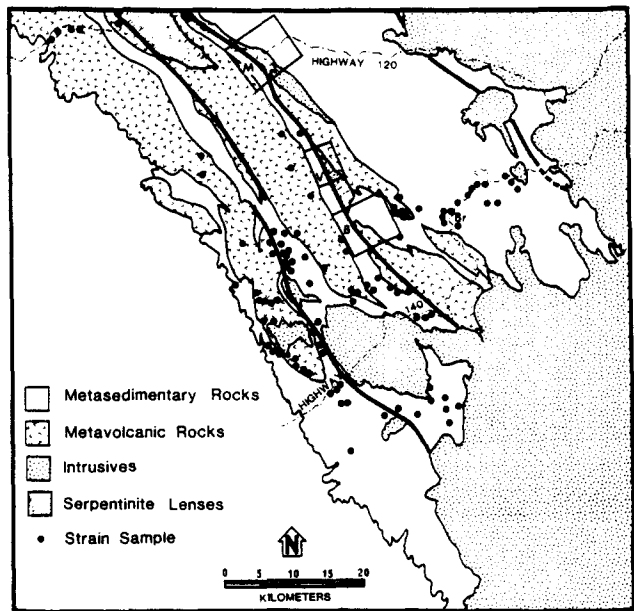 HIGHWAY 120
M
B
Br
140
HIGHWAY
Metasedimentary Rocks
Metavolcanic Rocks
Intrusives
Serpentinite Lenses
Strain Sample
N
0 5 10 15 20
KILOMETERS